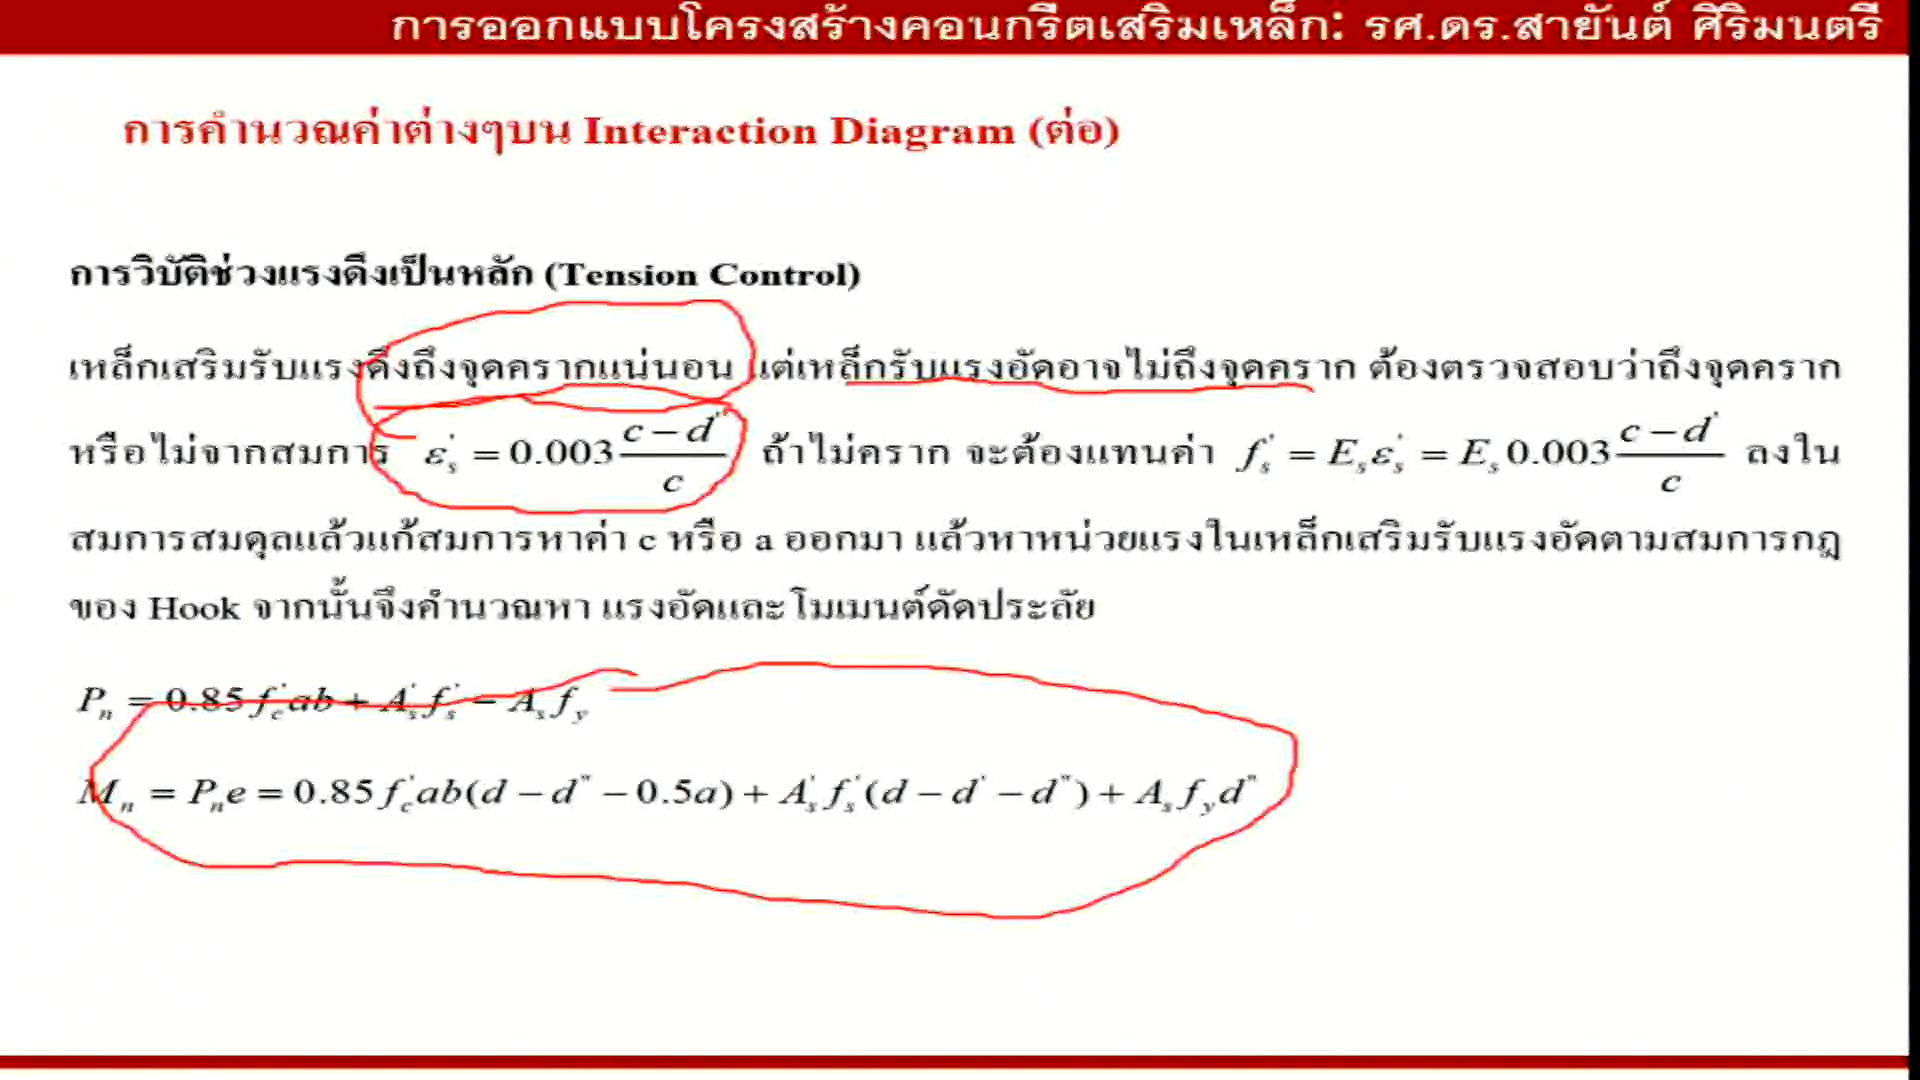 การออกแบบโครงสร้างคอนกรีตเสริมเหล็ก: รศ.ดร.สายันต์ ศิริมนตรี
การคำนวณค่าต่างๆบน Interaction Diagram (ต่อ)
การวิบัติช่วงแรงดึงเป็นหลัก (Tension Control)
เหล็กเสริมรับแรงดึงถึงจุดครากแน่นอน แต่เหล็กรับแรงอัดอาจไม่ถึงจุดคราก ต้องตรวจสอบว่าถึงจุดคราก
หรือไม่จากสมการ ε's = 0.003 (c – d')/c ถ้าไม่คราก จะต้องแทนค่า f's = Esε's = Es0.003 (c – d')/c ลงใน
สมการสมดุลแล้วแก้สมการหาค่า c หรือ a ออกมา แล้วหาหน่วยแรงในเหล็กเสริมรับแรงอัดตามสมการกฎ
ของ Hook จากนั้นจึงคำนวณหา แรงอัดและโมเมนต์ดัดประลัย
Pn = 0.85f'c ab + A's f's – As fy
Mn = Pn e = 0.85f'c ab(d – d" – 0.5a) + A's f's (d – d' – d") + As fy d"